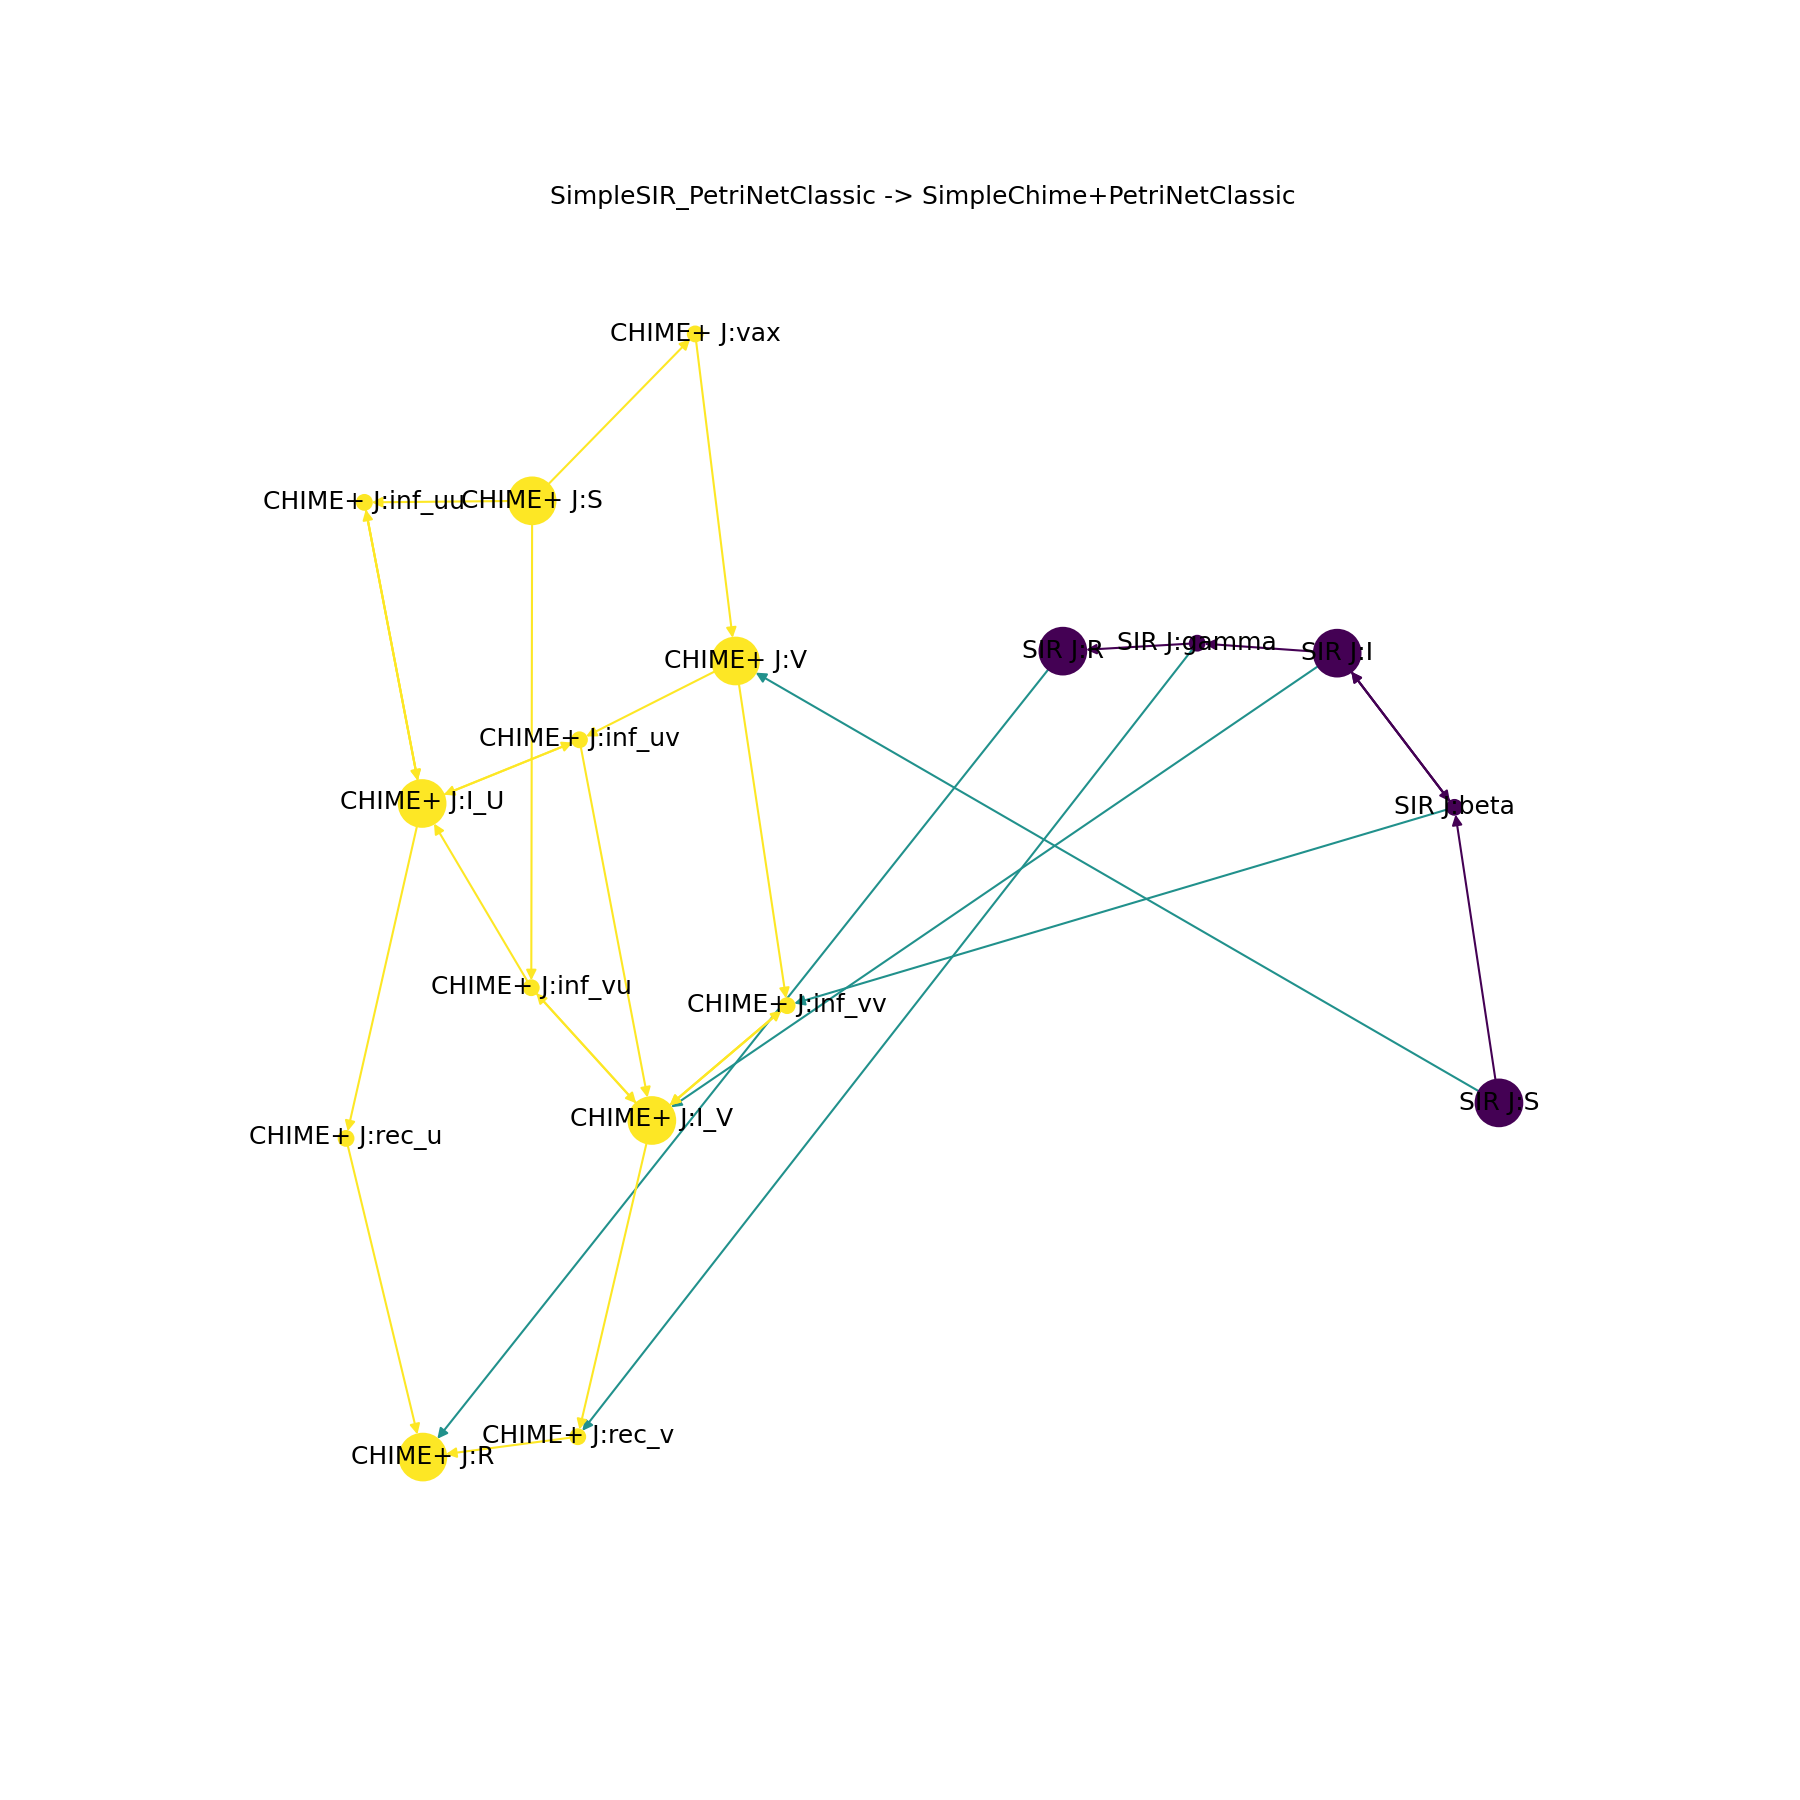 SimpleSIR_PetriNetClassic -> SimpleChime+PetriNetClassic
CHIME+ J:vax
CHIME+ J:inf_uu
CHIME+ J:S
SIR J:R
SIR J:gamma
SIR J:I
CHIME+ J:V
CHIME+ J:inf_uv
CHIME+ J:I_U
SIR J:beta
CHIME+ J:inf_vu
CHIME+ J:inf_vv
SIR J:S
CHIME+ J:I_V
CHIME+ J:rec_u
CHIME+ J:rec_v
CHIME+ J:R